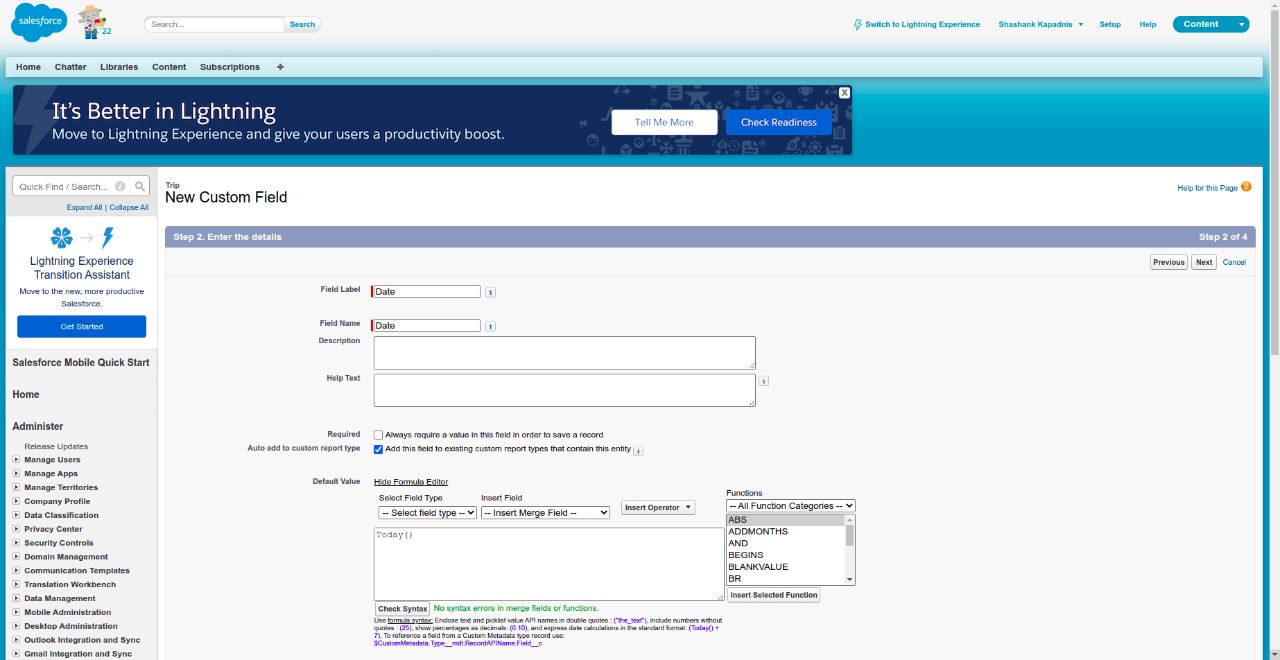 salesforce
'22
Search...
Search
Switch to Lightning Experience
Shashank Kapadnis
Setup
Help
Content
Home
Chatter
Libraries
Content
Subscriptions
+
It's Better in Lightning
Move to Lightning Experience and give your users a productivity boost.
Tell Me More
Check Readiness
X
Quick Find / Search...
Expand All | Collapse All
Lightning Experience
Transition Assistant
Move to the new, more productive
Salesforce.
Get Started
Salesforce Mobile Quick Start
Home
Administer
Release Updates
Manage Users
Manage Apps
Manage Territories
Company Profile
Data Classification
Privacy Center
Security Controls
Domain Management
Communication Templates
Translation Workbench
Data Management
Mobile Administration
Desktop Administration
Outlook Integration and Sync
Gmail Integration and Sync
Trip
New Custom Field
Help for this Page
Step 2. Enter the details
Step 2 of 4
Previous
Next
Cancel
Field Label
Date
Field Name
Date
Description
Help Text
Required
Always require a value in this field in order to save a record
Auto add to custom report type
Add this field to existing custom report types that contain this entity
Default Value
Hide Formula Editor
Select Field Type
Insert Field
-- Select field type --
-- Insert Merge Field --
Insert Operator
Functions
-- All Function Categories --
Today()
ABS
ADDMONTHS
AND
BEGINS
BLANKVALUE
BR
Insert Selected Function
Check Syntax
No syntax errors in merge fields or functions.
Use formula syntax: Enclose text and picklist value API names in double quotes : ("the_text"), include numbers without
quotes : (25), show percentages as decimals: (0.10), and express date calculations in the standard format: (Today() +
7), To reference a field from a Custom Metadata type record use:
$CustomMetadata.Type__mdt.RecordAPIName.Field__c